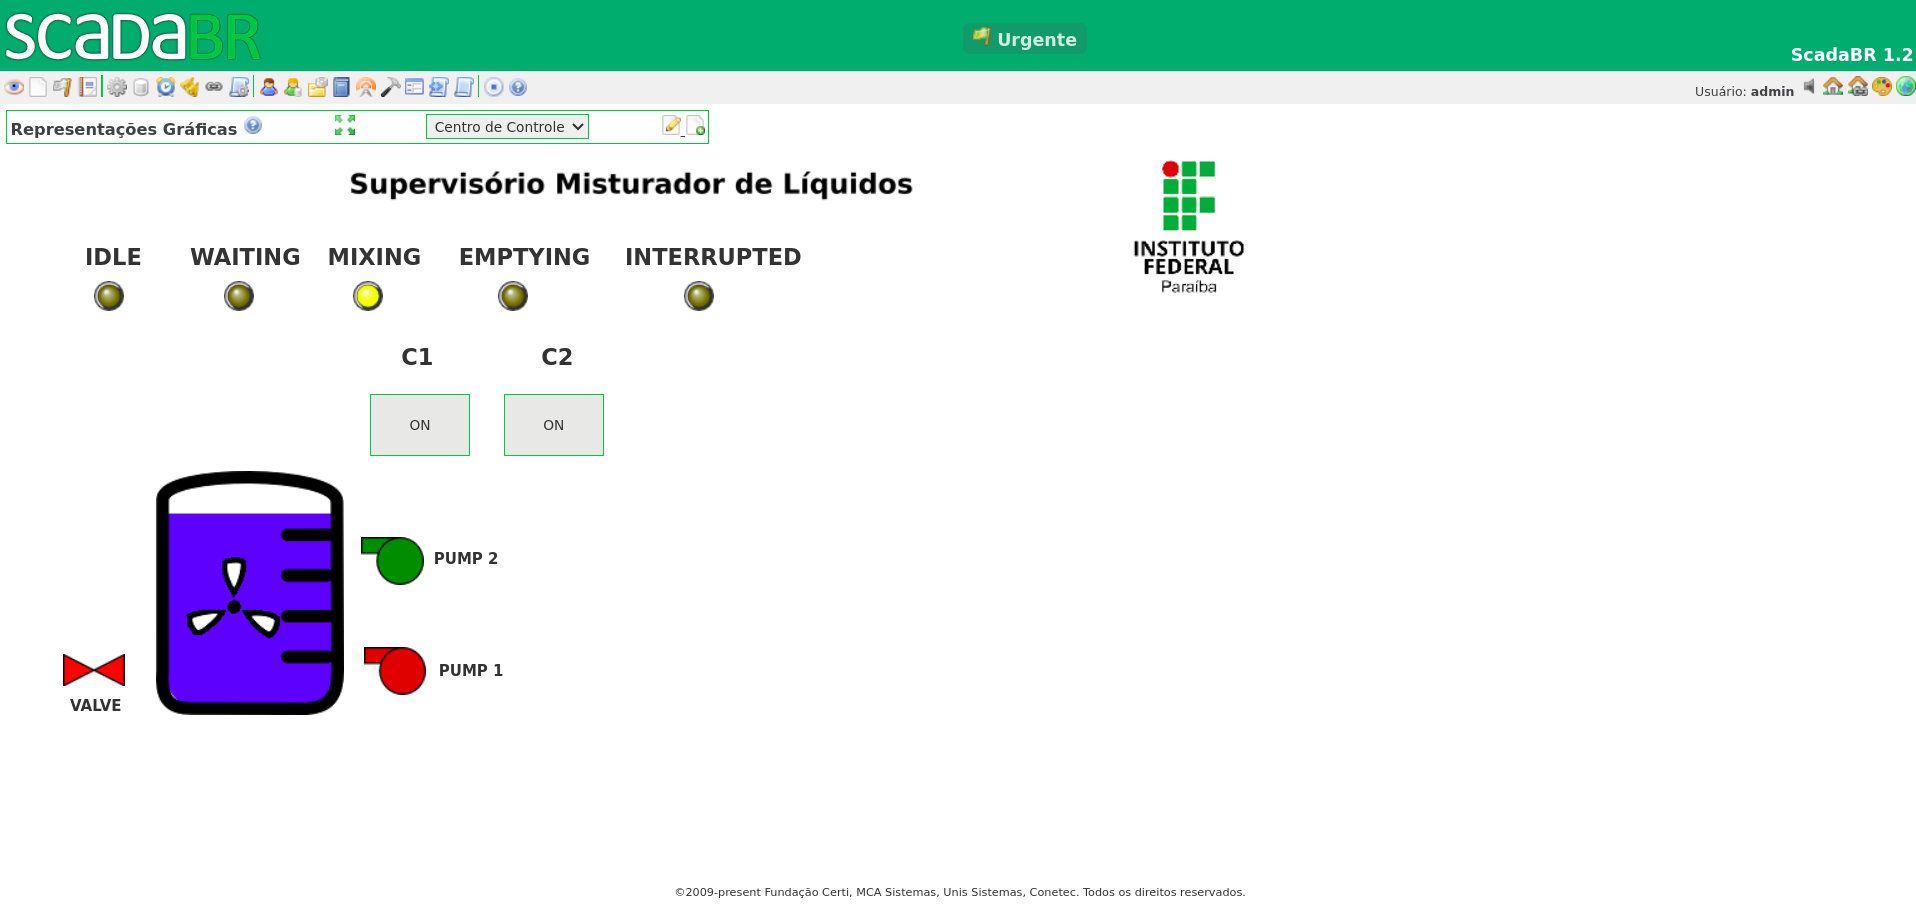 SCADABR
Urgente
ScadaBR 1.2
Usuário: admin
Representações Gráficas
Centro de Controle
Supervisório Misturador de Líquidos
INSTITUTO
FEDERAL
Paraíba
IDLE WAITING MIXING EMPTYING INTERRUPTED
C1 C2
ON ON
PUMP 2
PUMP 1
VALVE
©2009-present Fundação Certi, MCA Sistemas, Unis Sistemas, Conetec. Todos os direitos reservados.